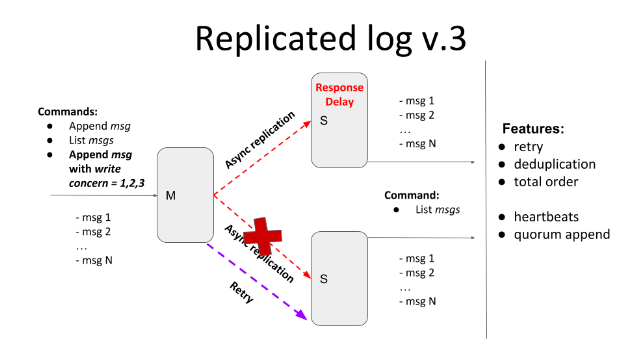 Replicated log v.3
Commands:
● Append msg
● List msgs
● Append msg
with write
concern = 1,2,3
M
- msg 1
- msg 2
...
- msg N
Async replication
Response
Delay
S
- msg 1
- msg 2
...
- msg N
Command:
● List msgs
Async replication
Retry
S
- msg 1
- msg 2
...
- msg N
Features:
● retry
● deduplication
● total order
● heartbeats
● quorum append